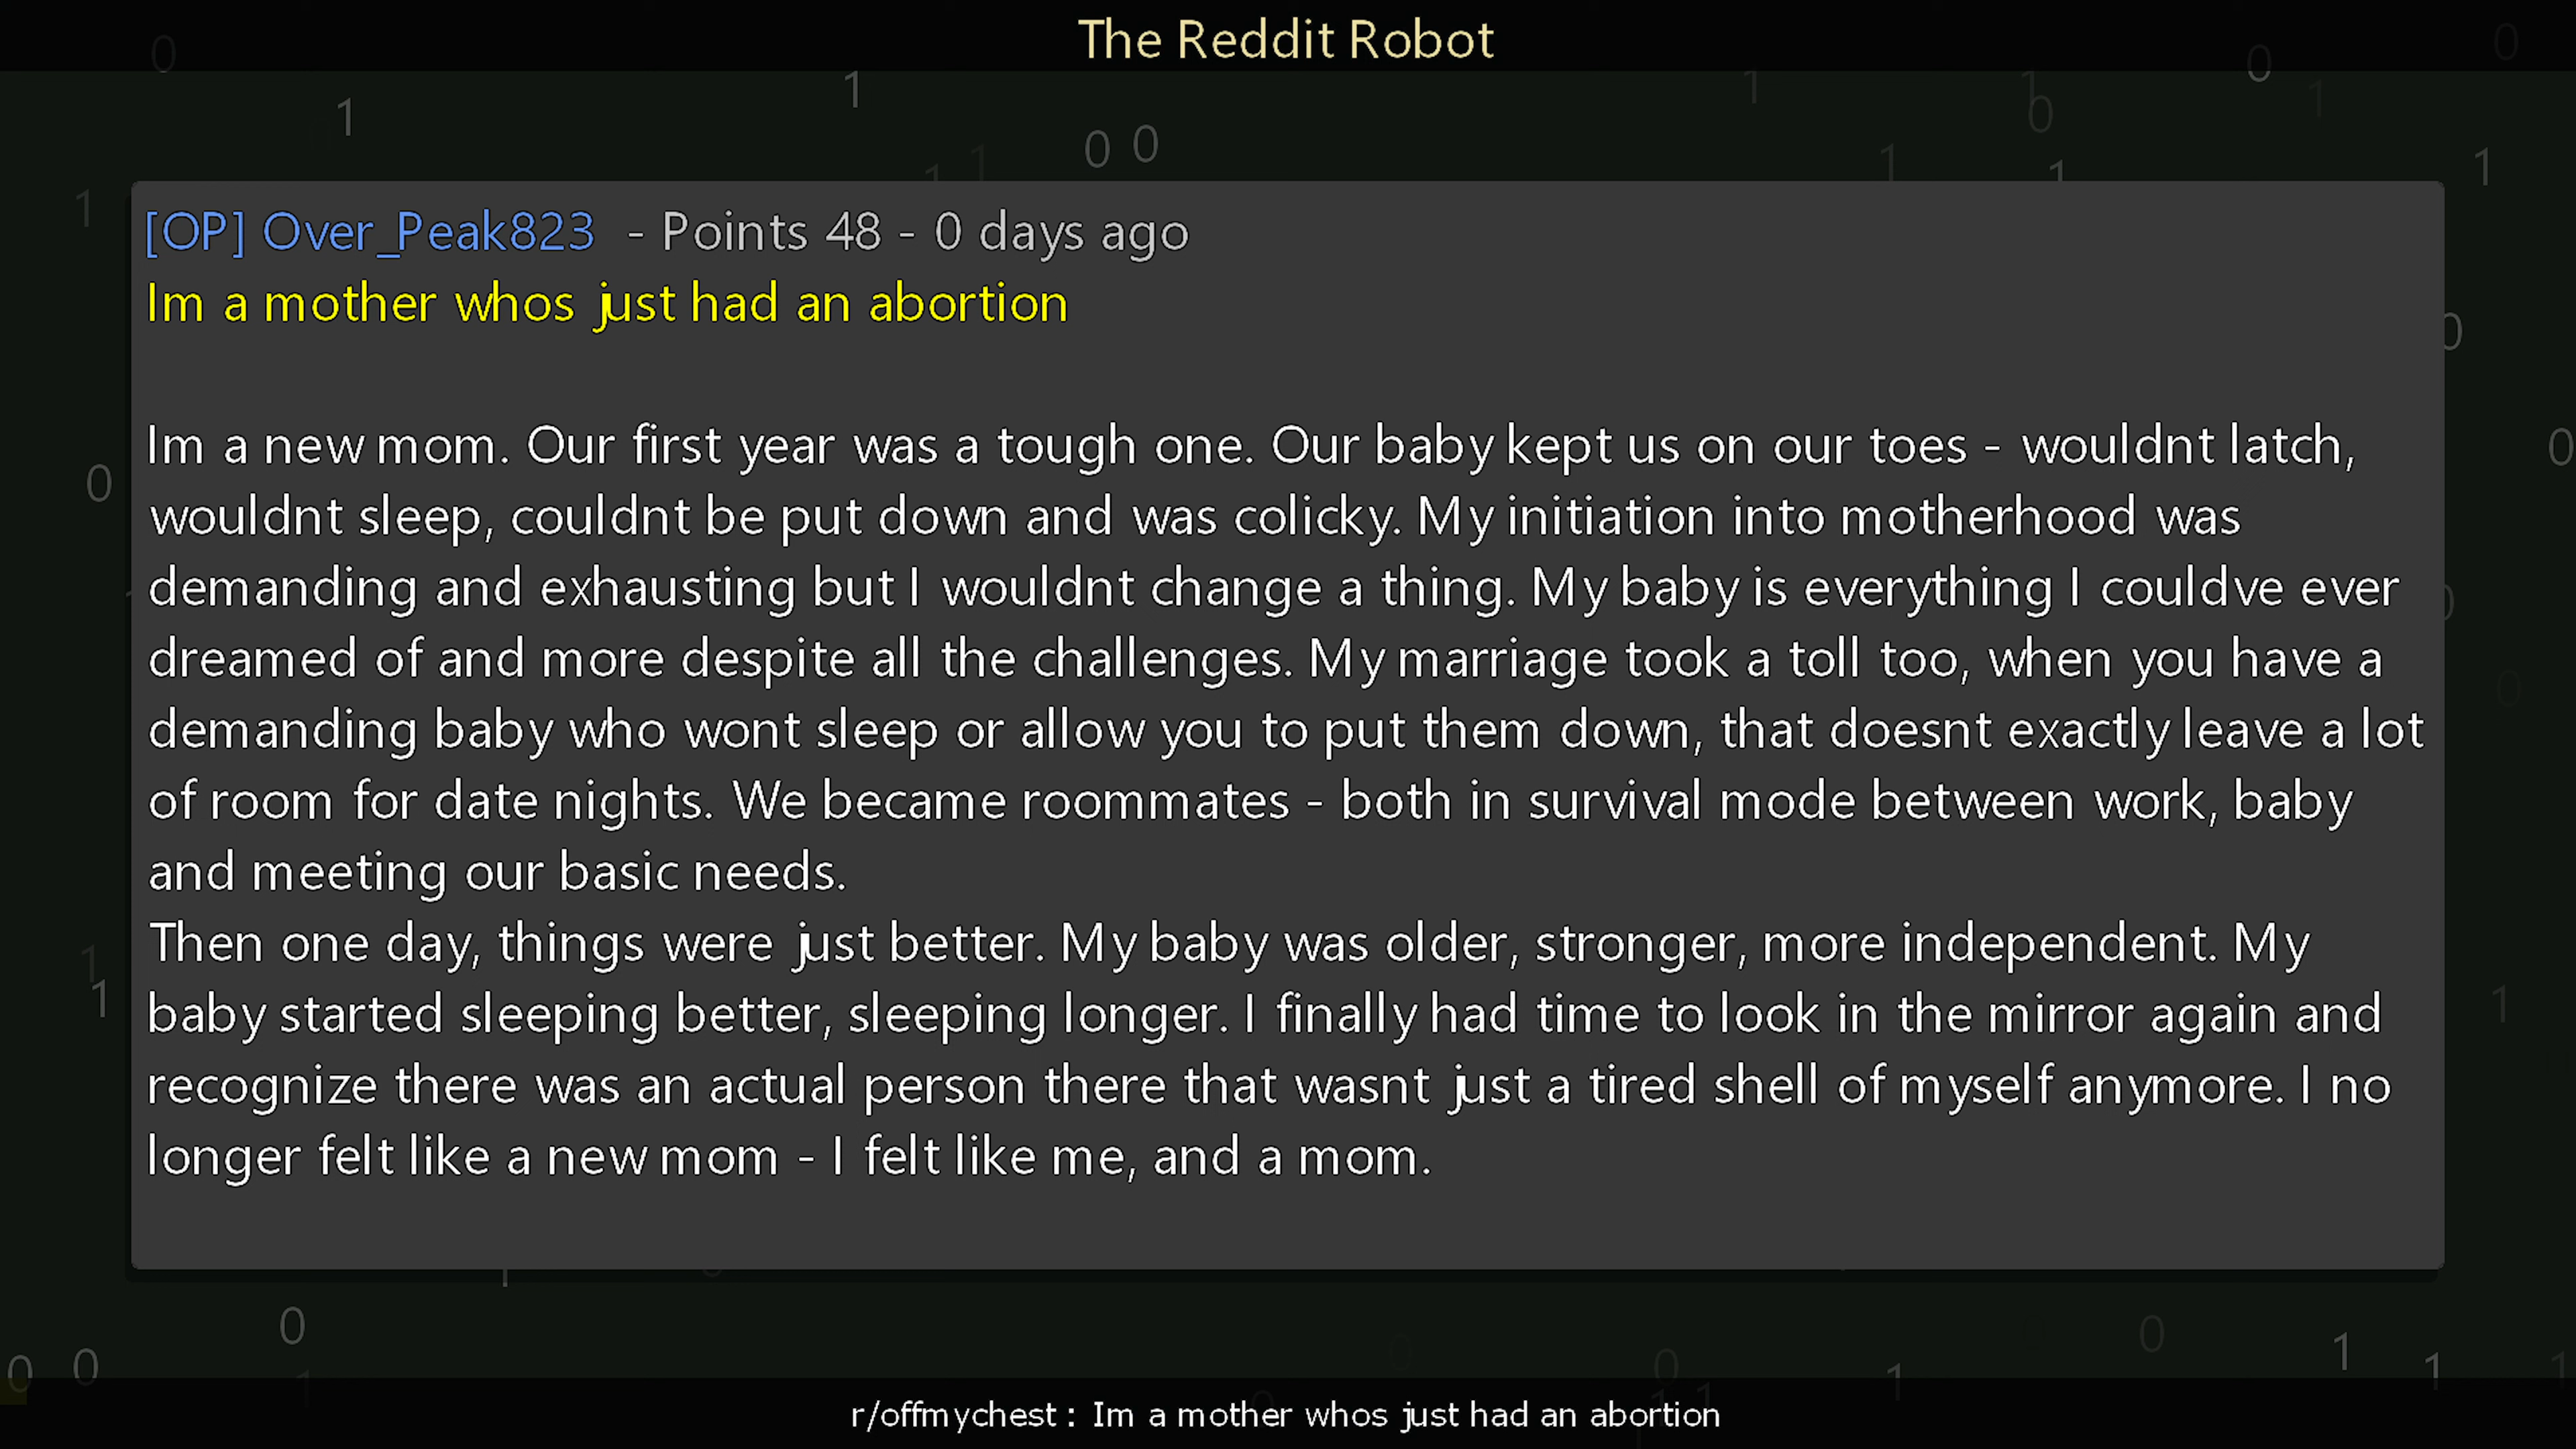 The Reddit Robot
[OP] Over_Peak823 - Points 48 - 0 days ago
Im a mother whos just had an abortion
Im a new mom. Our first year was a tough one. Our baby kept us on our toes - wouldnt latch,
wouldnt sleep, couldnt be put down and was colicky. My initiation into motherhood was
demanding and exhausting but I wouldnt change a thing. My baby is everything I couldve ever
dreamed of and more despite all the challenges. My marriage took a toll too, when you have a
demanding baby who wont sleep or allow you to put them down, that doesnt exactly leave a lot
of room for date nights. We became roommates - both in survival mode between work, baby
and meeting our basic needs.
Then one day, things were just better. My baby was older, stronger, more independent. My
baby started sleeping better, sleeping longer. I finally had time to look in the mirror again and
recognize there was an actual person there that wasnt just a tired shell of myself anymore. I no
longer felt like a new mom - I felt like me, and a mom.
r/offmychest : Im a mother whos just had an abortion